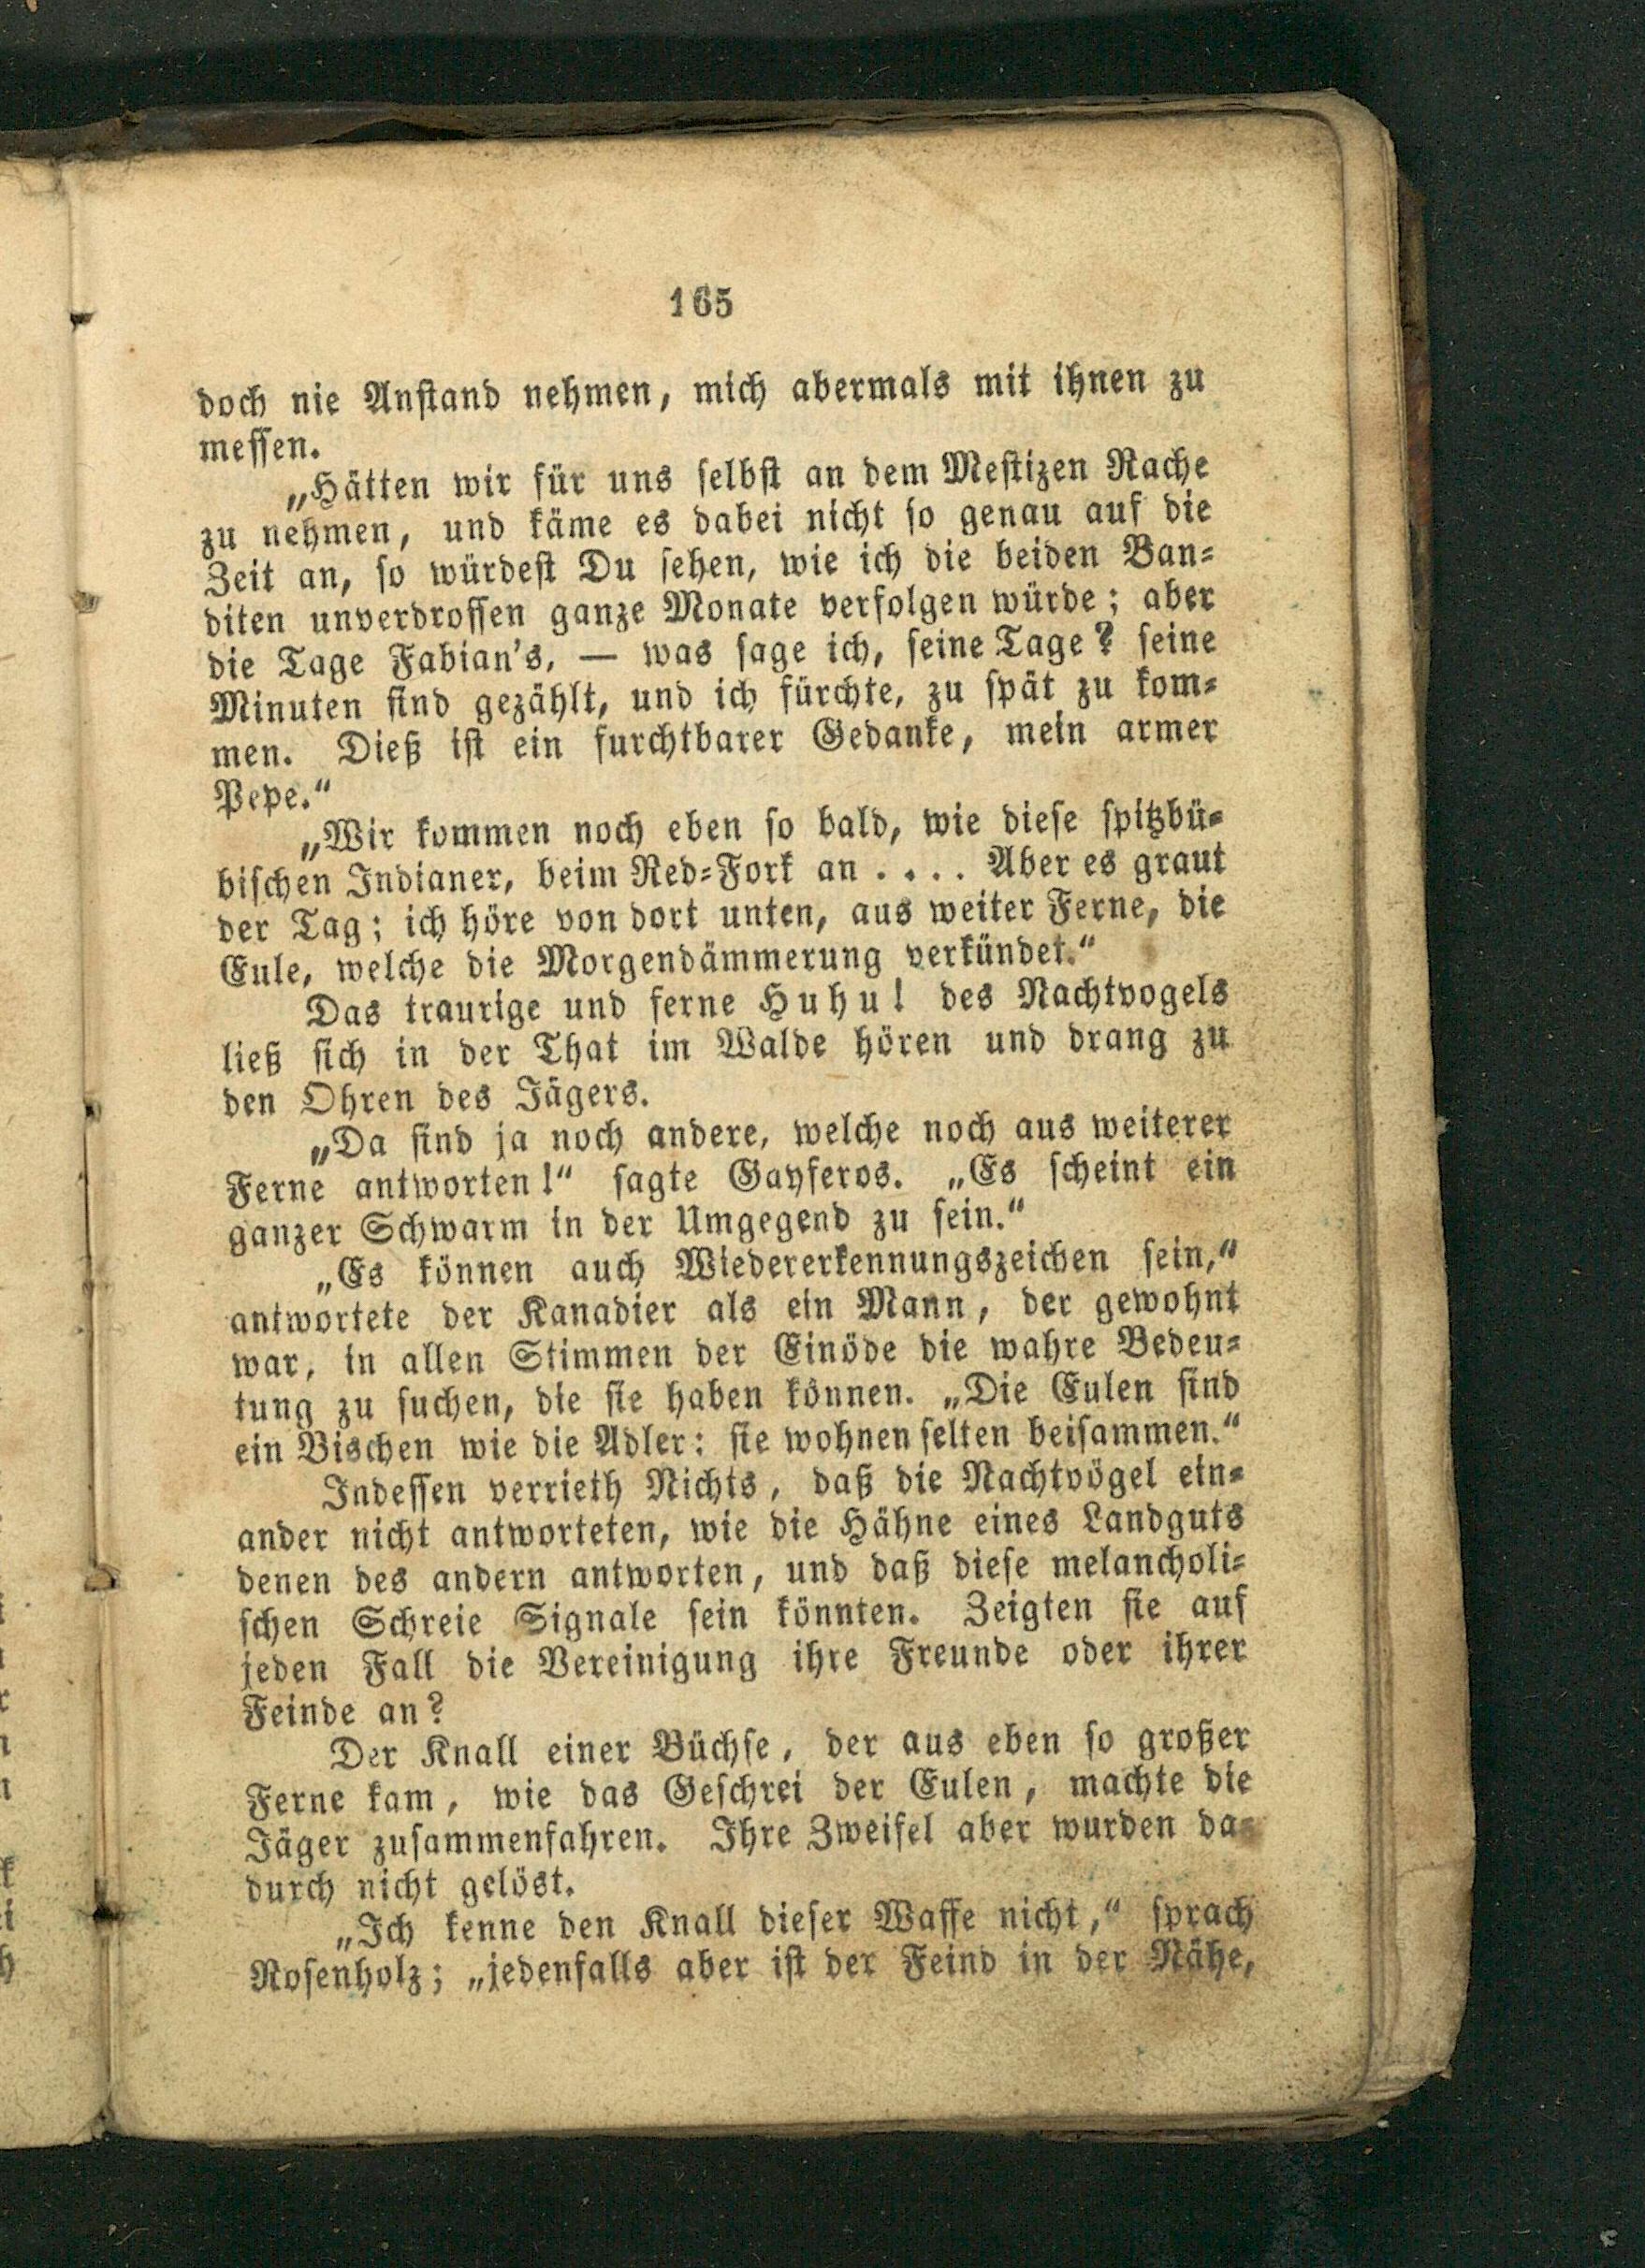 165
doch nie Anstand nehmen, mich abermals mit ihnen zu
messen.
„Hätten wir für uns selbst an dem Mestizen Rache
zu nehmen, und käme es dabei nicht so genau auf die
Zeit an, so würdest Du sehen, wie ich die beiden Ban-
diten unverdrossen ganze Monate verfolgen würde; aber
die Tage Fabian's, — was sage ich, seine Tage? seine
Minuten sind gezählt, und ich fürchte, zu spät zu kom-
men. Dieß ist ein furchtbarer Gedanke, mein armer
Pepe.“
„Wir kommen noch eben so bald, wie diese spitzbü-
bischen Indianer, beim Red-Fork an .... Aber es graut
der Tag; ich höre von dort unten, aus weiter Ferne, die
Eule, welche die Morgendämmerung verkündet.“
Das traurige und ferne Huhu! des Nachtvogels
ließ sich in der That im Walde hören und drang zu
den Ohren des Jägers.
„Da sind ja noch andere, welche noch aus weiterer
Ferne antworten!“ sagte Gayferos. „Es scheint ein
ganzer Schwarm in der Umgegend zu sein.“
„Es können auch Wiedererkennungszeichen sein,“
antwortete der Kanadier als ein Mann, der gewohnt
war, in allen Stimmen der Einöde die wahre Bedeu-
tung zu suchen, die sie haben können. „Die Eulen sind
ein Bischen wie die Adler: sie wohnen selten beisammen.“
Indessen verrieth Nichts, daß die Nachtvögel ein-
ander nicht antworteten, wie die Hähne eines Landguts
denen des andern antworten, und daß diese melancholi-
schen Schreie Signale sein könnten. Zeigten sie auf
jeden Fall die Vereinigung ihre Freunde oder ihrer
Feinde an?
Der Knall einer Büchse, der aus eben so großer
Ferne kam, wie das Geschrei der Eulen, machte die
Jäger zusammenfahren. Ihre Zweifel aber wurden da-
durch nicht gelöst.
„Ich kenne den Knall dieser Waffe nicht,“ sprach
Rosenholz; „jedenfalls aber ist der Feind in der Nähe,